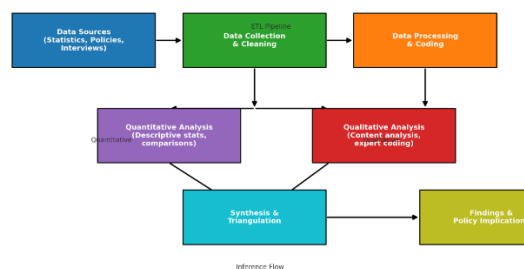 Data Sources
(Statistics, Policies,
Interviews)
ETL Pipeline
Data Collection
& Cleaning
Data Processing
& Coding
Quantitative
Quantitative Analysis
(Descriptive stats,
comparisons)
Qualitative Analysis
(Content analysis,
expert coding)
Synthesis &
Triangulation
Findings &
Policy Implication
Inference Flow